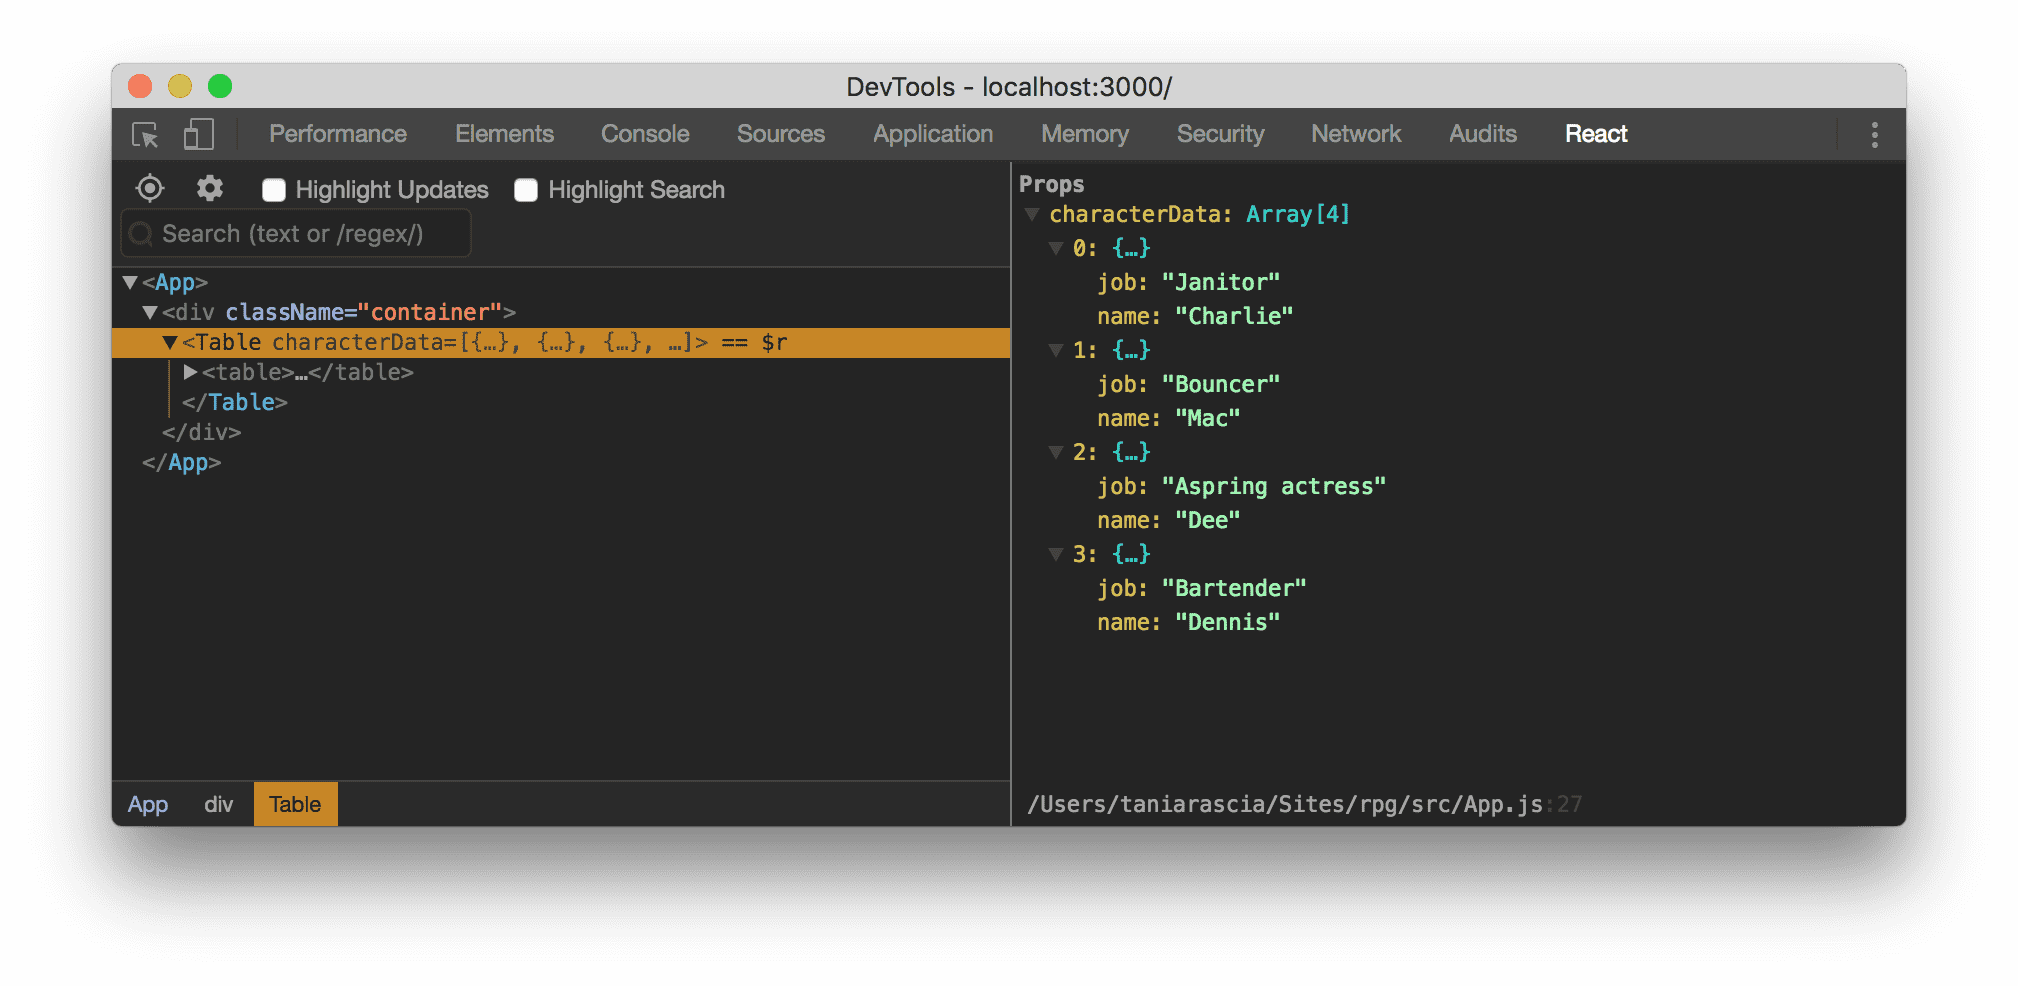 DevTools - localhost:3000/
Performance Elements Console Sources Application Memory Security Network Audits React
Highlight Updates Highlight Search
Search (text or /regex/)
<App>
<div className="container">
<Table characterData=[{…}, {…}, {…}, …]> == $r
<table>…</table>
</Table>
</div>
</App>
App div Table
Props
characterData: Array[4]
0: {…}
job: "Janitor"
name: "Charlie"
1: {…}
job: "Bouncer"
name: "Mac"
2: {…}
job: "Aspring actress"
name: "Dee"
3: {…}
job: "Bartender"
name: "Dennis"
/Users/taniarascia/Sites/rpg/src/App.js:27